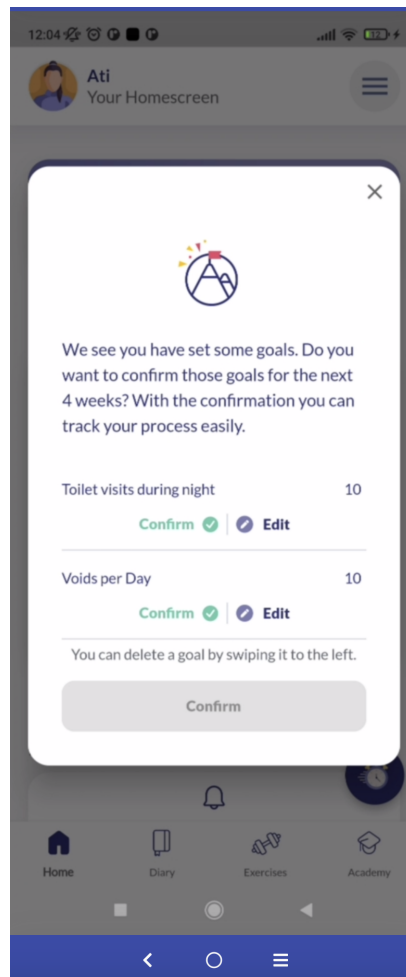 12:04
32
Ati
Your Homescreen
We see you have set some goals. Do you
want to confirm those goals for the next
4 weeks? With the confirmation you can
track your process easily.
Toilet visits during night 10
Confirm Edit
Voids per Day 10
Confirm Edit
You can delete a goal by swiping it to the left.
Confirm
Home Diary Exercises Academy